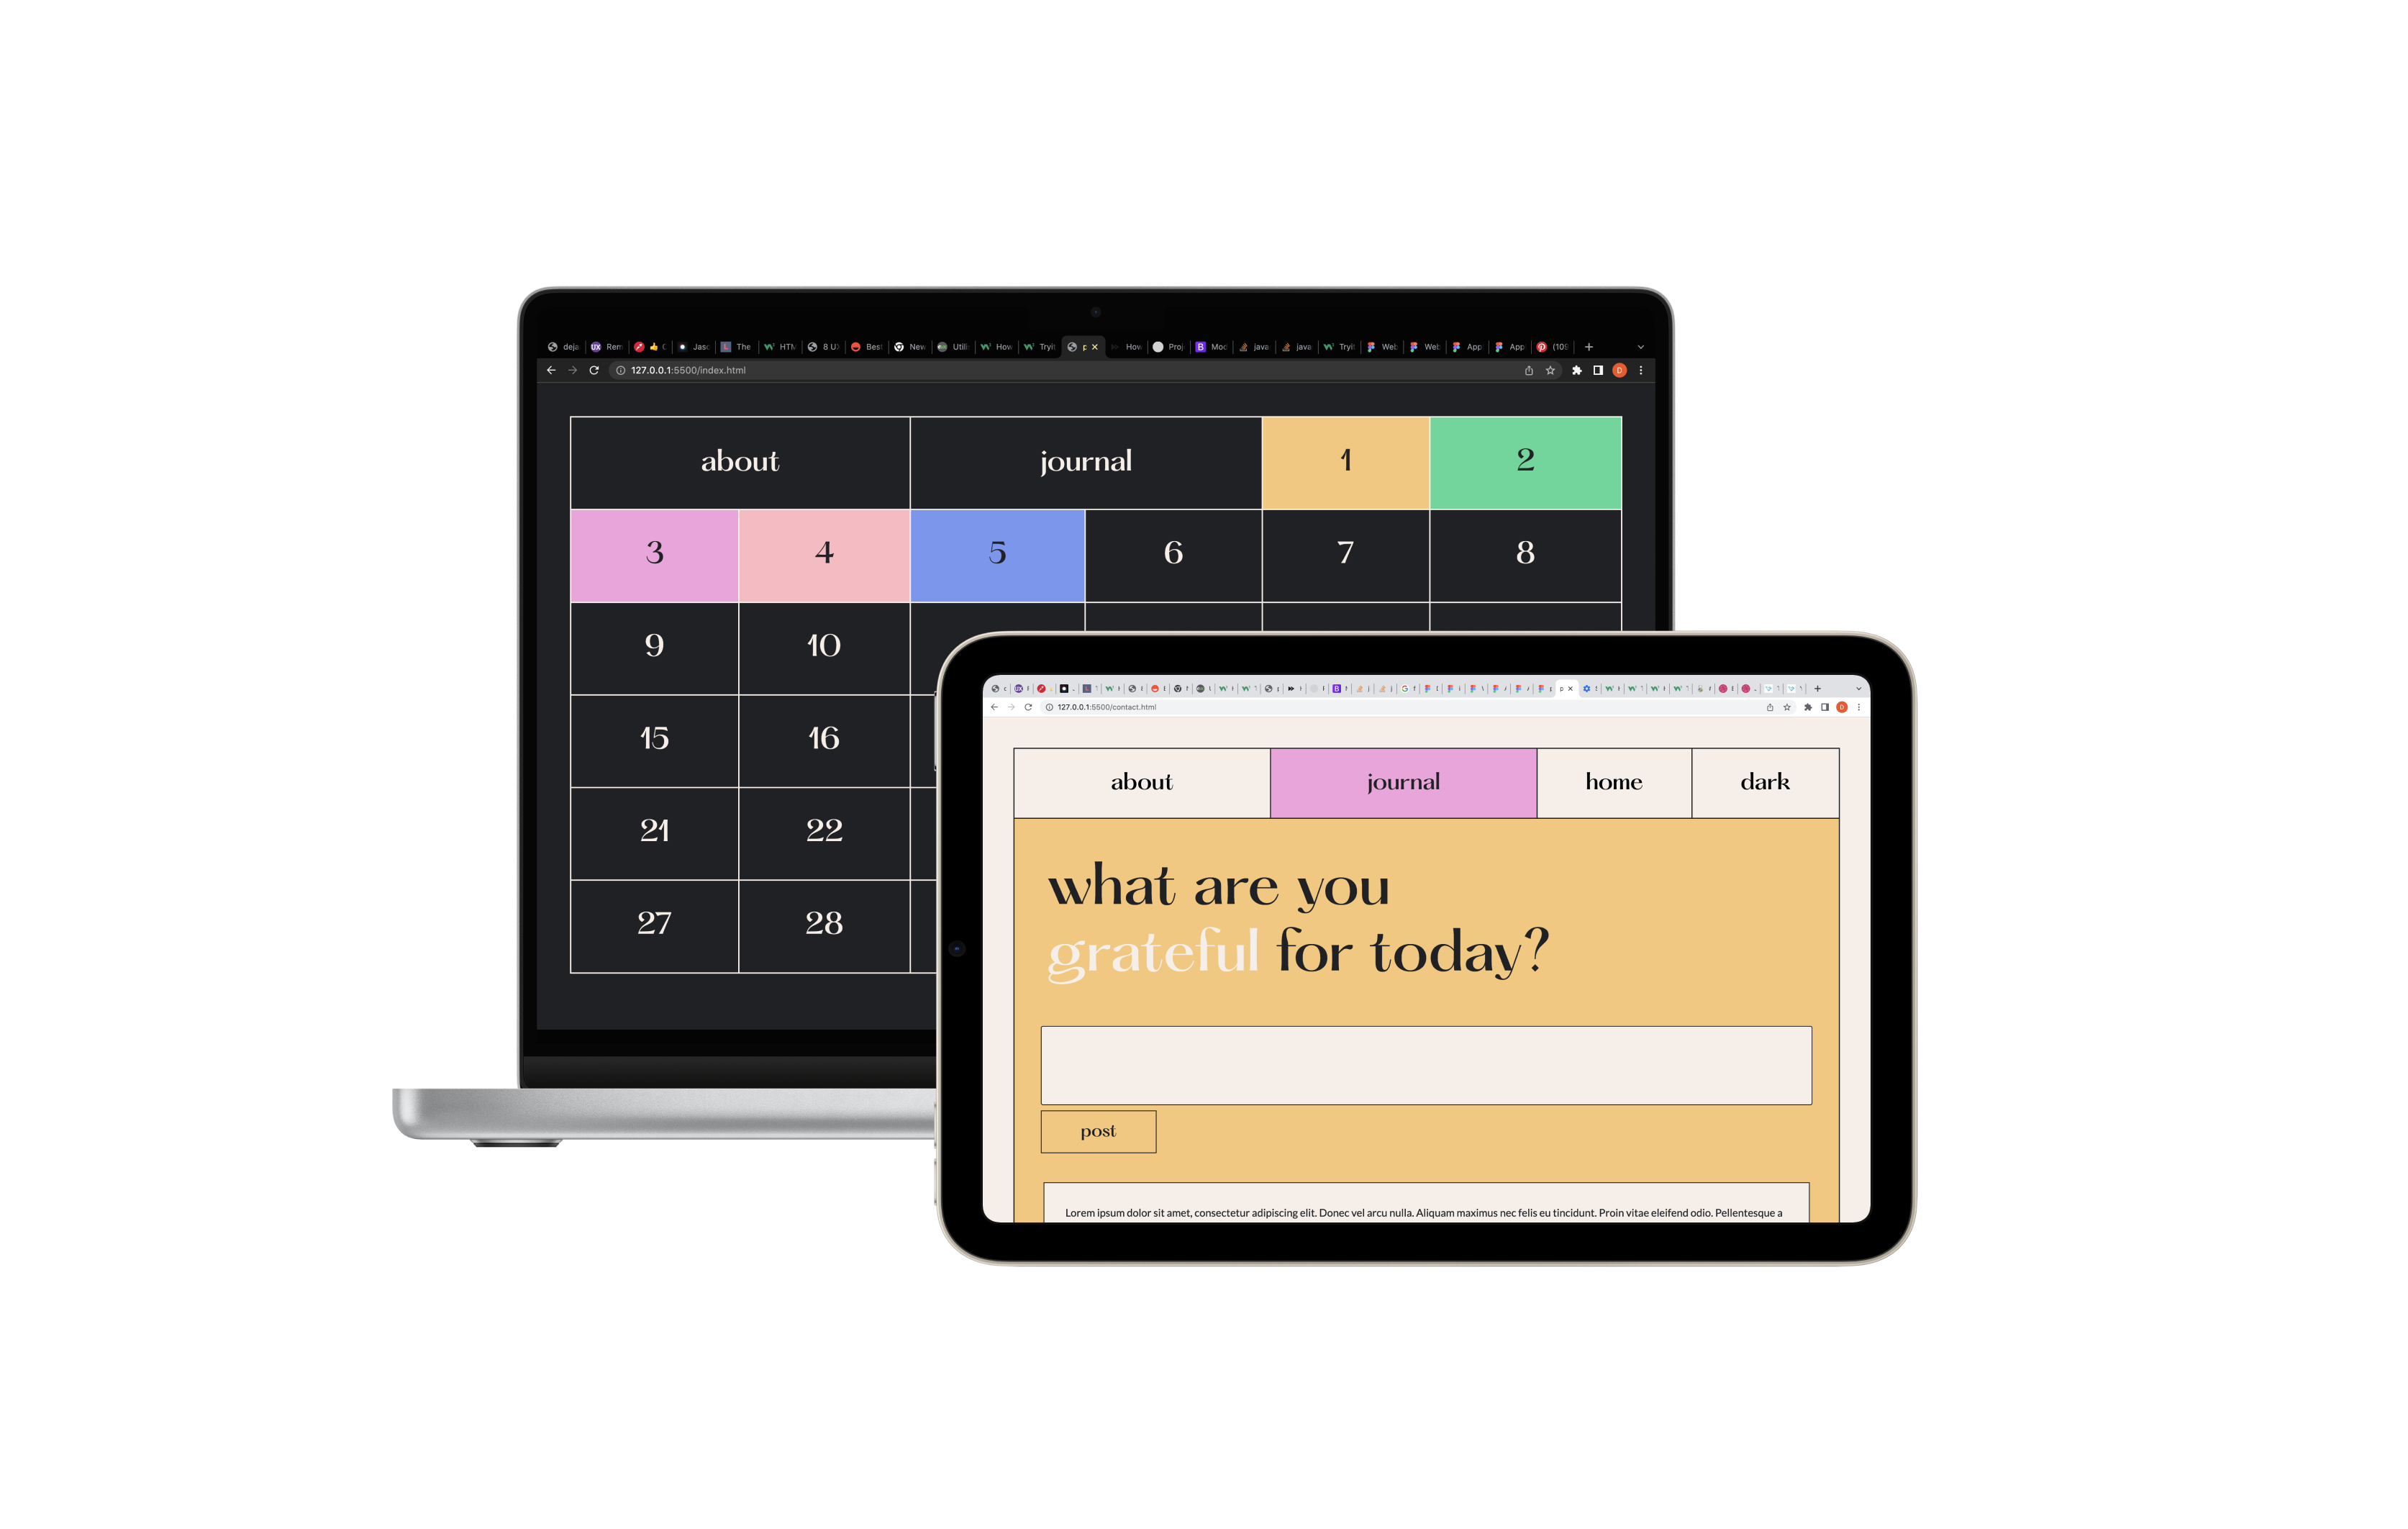 deja
UX Rem
Jasc
The
HTM
8 U
Best
New
Utili
How
Tryi
p
How
Proj
B Moc
java
java
Tryi
Web
Web
App
App
(109
127.0.0.1:5500/index.html
D
about journal 1 2
3 4 5 6 7 8
9 10
15 16
21 22
27 28
127.0.0.1:5500/contact.html
D
about journal home dark
what are you
grateful for today?
post
Lorem ipsum dolor sit amet, consectetur adipiscing elit. Donec vel arcu nulla. Aliquam maximus nec felis eu tincidunt. Proin vitae eleifend odio. Pellentesque a